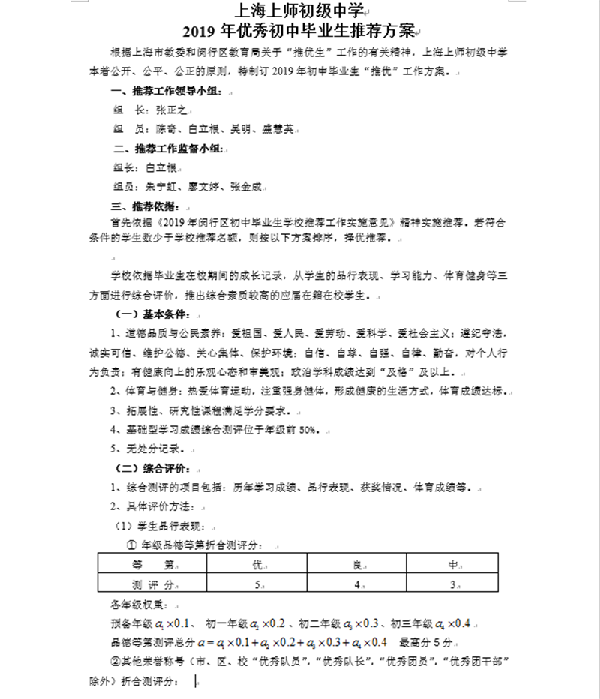 上海上师初级中学
2019 年优秀初中毕业生推荐方案
根据上海市教委和闵行区教育局关于“推优生”工作的有关精神，上海上师初级中学
本着公开、公平、公正的原则，特制订 2019 年初中毕业生“推优”工作方案。
一、推荐工作领导小组：
组 长：张正之
组 员：陈奇、白立根、吴明、盛慧英
二、推荐工作监督小组:
组长：白立根
组员：朱宁虹、廖文婷、张金威
三、推荐依据：
首先依据《2019 年闵行区初中毕业生学校推荐工作实施意见》精神实施推荐。若符合
条件的学生数少于学校推荐名额，则按以下方案排序，择优推荐。
学校依据毕业生在校期间的成长记录，从学生的品行表现、学习能力、体育健身等三
方面进行综合评价，推出综合素质较高的应届在籍在校学生。
（一）基本条件：
1、道德品质与公民素养：爱祖国、爱人民、爱劳动、爱科学、爱社会主义；遵纪守法，
诚实可信、维护公德、关心集体、保护环境；自信、自尊、自强、自律、勤奋，对个人行
为负责；有健康向上的乐观心态和审美观；政治学科成绩达到“及格”及以上。
2、体育与健身：热爱体育运动，注重强身健体，形成健康的生活方式，体育成绩达标。
3、拓展性、研究性课程满足学分要求。
4、基础型学习成绩综合测评位于年级前 50%。
5、无处分记录。
（二）综合评价：
1、综合测评的项目包括：历年学习成绩、品行表现、获奖情况、体育成绩等。
2、具体评价方法：
（1）学生品行表现：
① 年级品德等第折合测评分：
等 第 优 良 中
测 评 分 5 4 3
各年级权重：
预备年级 a₁×0.1、 初一年级 a₂×0.2 、初二年级 a₃×0.3、初三年级 a₄×0.4
品德等第测评总分 a = a₁×0.1+a₂×0.2+a₃×0.3+a₄×0.4 最高分 5 分
②其他荣誉称号（市、区、校“优秀队员”，“优秀队长”，“优秀团员”，“优秀团干部”
除外）折合测评分：